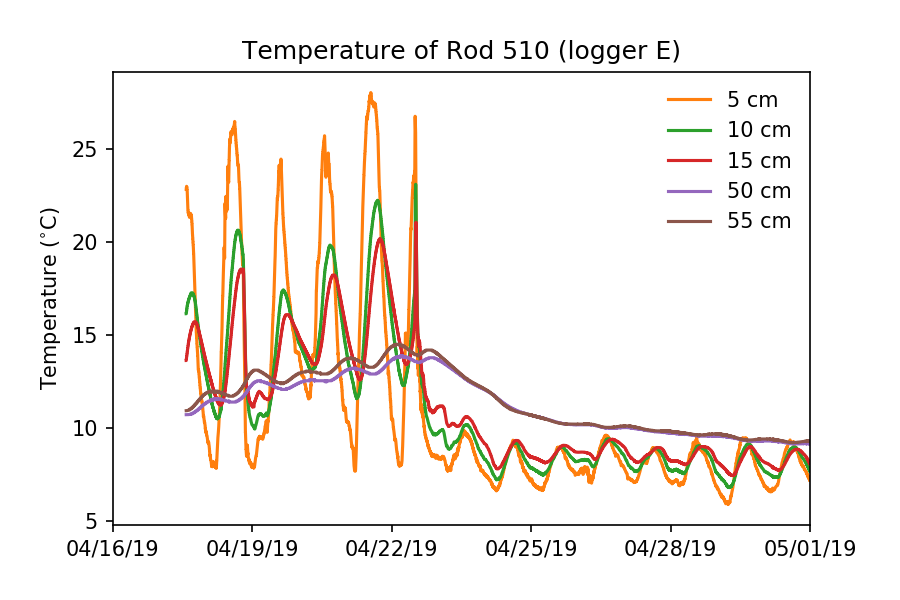 Temperature of Rod 510 (logger E)
5 cm
10 cm
15 cm
50 cm
55 cm
Temperature (°C)
25
20
15
10
5
04/16/19 04/19/19 04/22/19 04/25/19 04/28/19 05/01/19